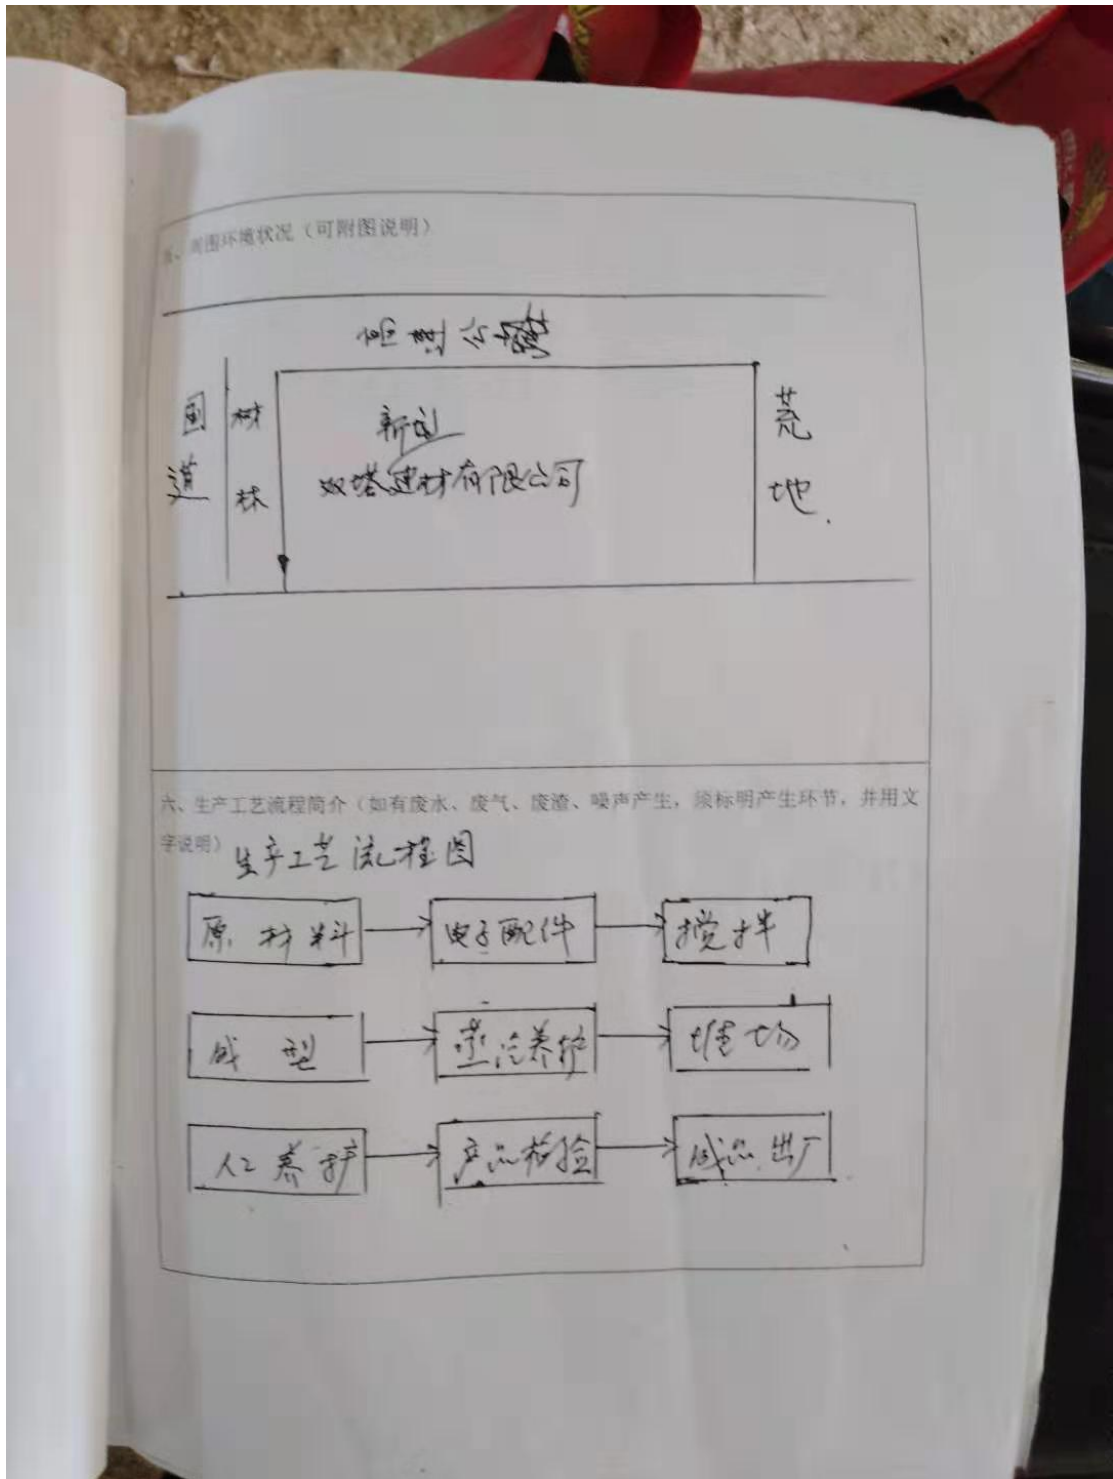 五、周围环境状况（可附图说明）
公路
国道
树林
双塔建材有限公司
荒地
六、生产工艺流程简介（如有废水、废气、废渣、噪声产生，须标明产生环节，并用文
字说明）
生产工艺流程图
原材料 电子配件 搅拌
成型 蒸汽养护 堆场
人工养护 产品检验 成品出厂